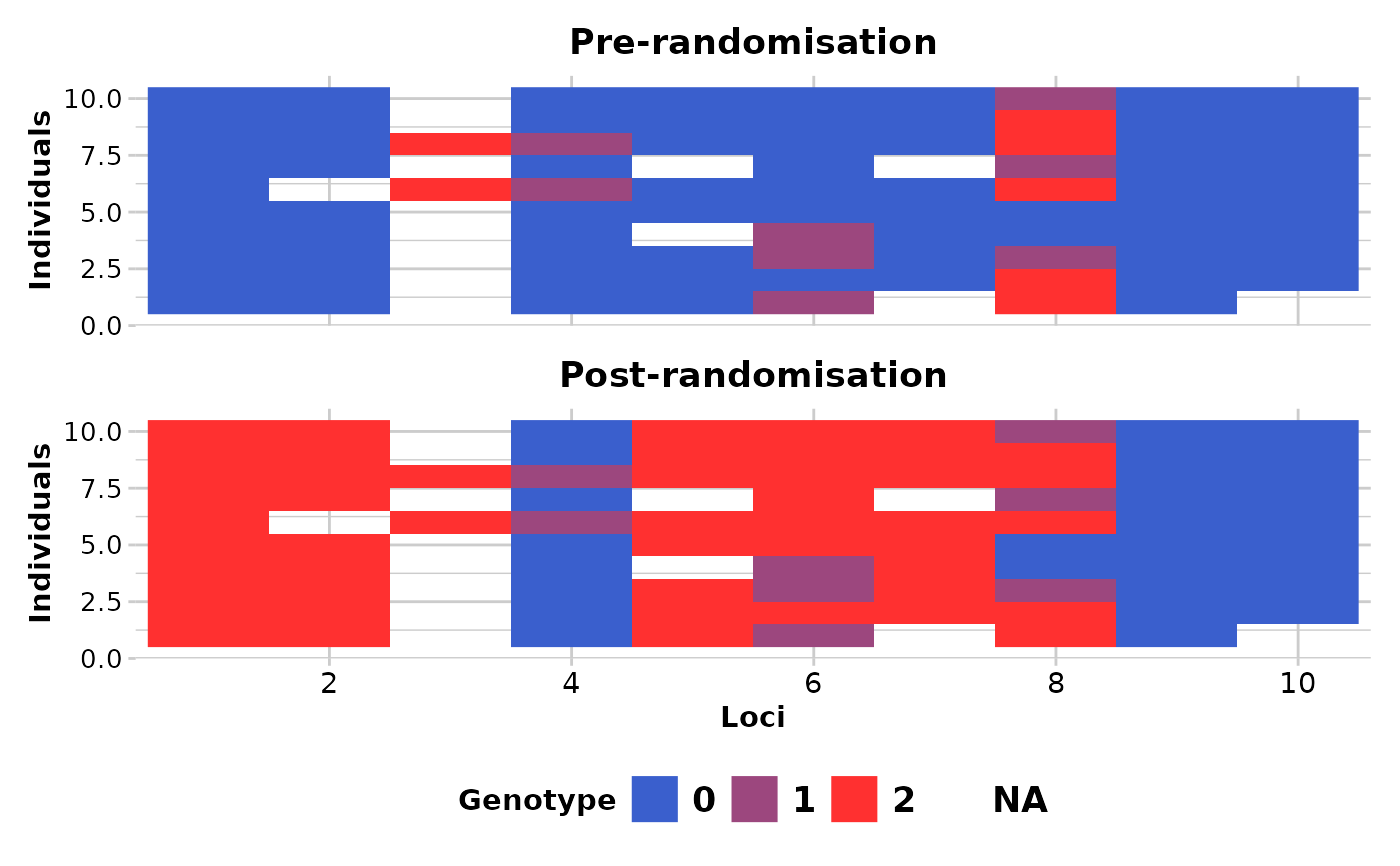 Pre-randomisation
Individuals
10.0
7.5
5.0
2.5
0.0
Post-randomisation
Individuals
10.0
7.5
5.0
2.5
0.0
2 4 6 8 10
Loci
Genotype 0 1 2 NA